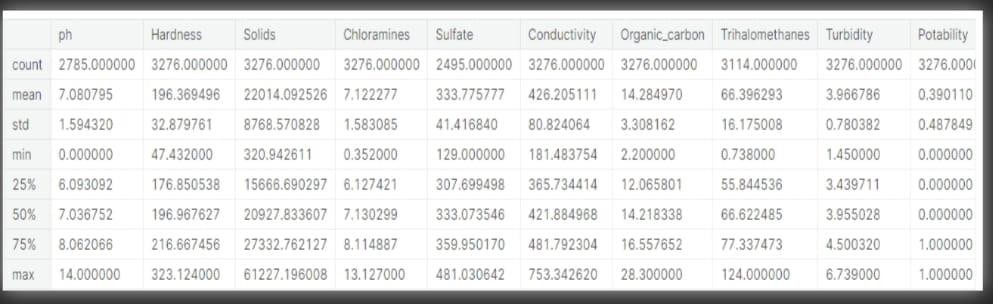 ph Hardness Solids Chloramines Sulfate Conductivity Organic_carbon Trihalomethanes Turbidity Potability
count 2785.000000 3276.000000 3276.000000 3276.000000 2495.000000 3276.000000 3276.000000 3114.000000 3276.000000 3276.000
mean 7.080795 196.369496 22014.092526 7.122277 333.775777 426.205111 14.284970 66.396293 3.966786 0.390110
std 1.594320 32.879761 8768.570828 1.583085 41.416840 80.824064 3.308162 16.175008 0.780382 0.487849
min 0.000000 47.432000 320.942611 0.352000 129.000000 181.483754 2.200000 0.738000 1.450000 0.000000
25% 6.093092 176.850538 15666.690297 6.127421 307.699498 365.734414 12.065801 55.844536 3.439711 0.000000
50% 7.036752 196.967627 20927.833607 7.130299 333.073546 421.884968 14.218338 66.622485 3.955028 0.000000
75% 8.062066 216.667456 27332.762127 8.114887 359.950170 481.792304 16.557652 77.337473 4.500320 1.000000
max 14.000000 323.124000 61227.196008 13.127000 481.030642 753.342620 28.300000 124.000000 6.739000 1.000000